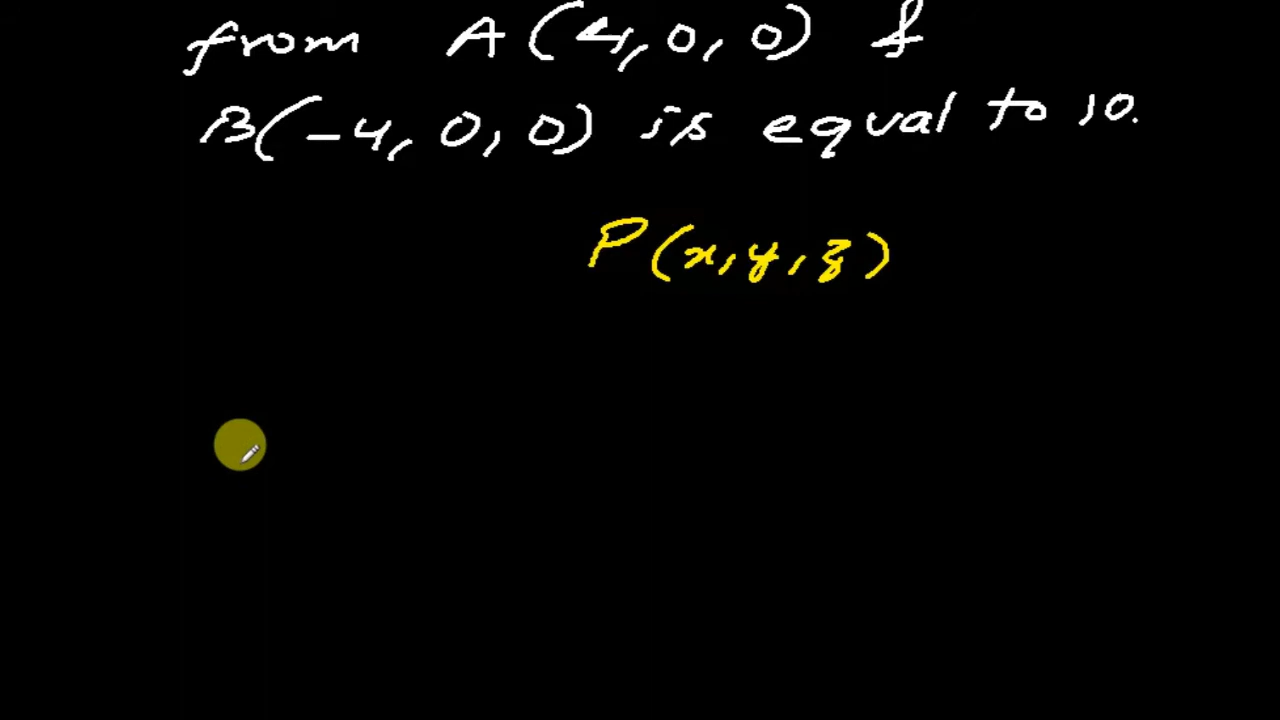 from A(4,0,0) &
B(-4, 0, 0) is equal to 10.
P(x, y, z)